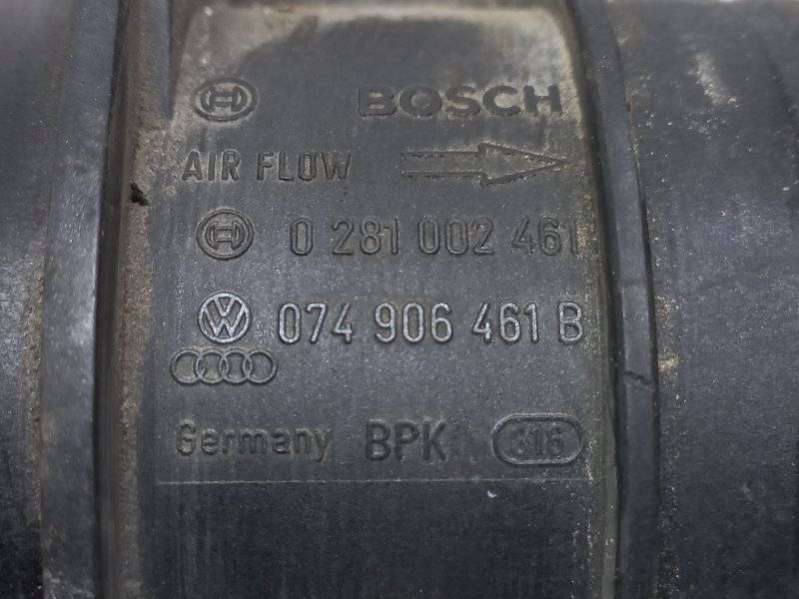 BOSCH
AIR FLOW
0 281 002 461
074 906 461 B
Germany BPK 316